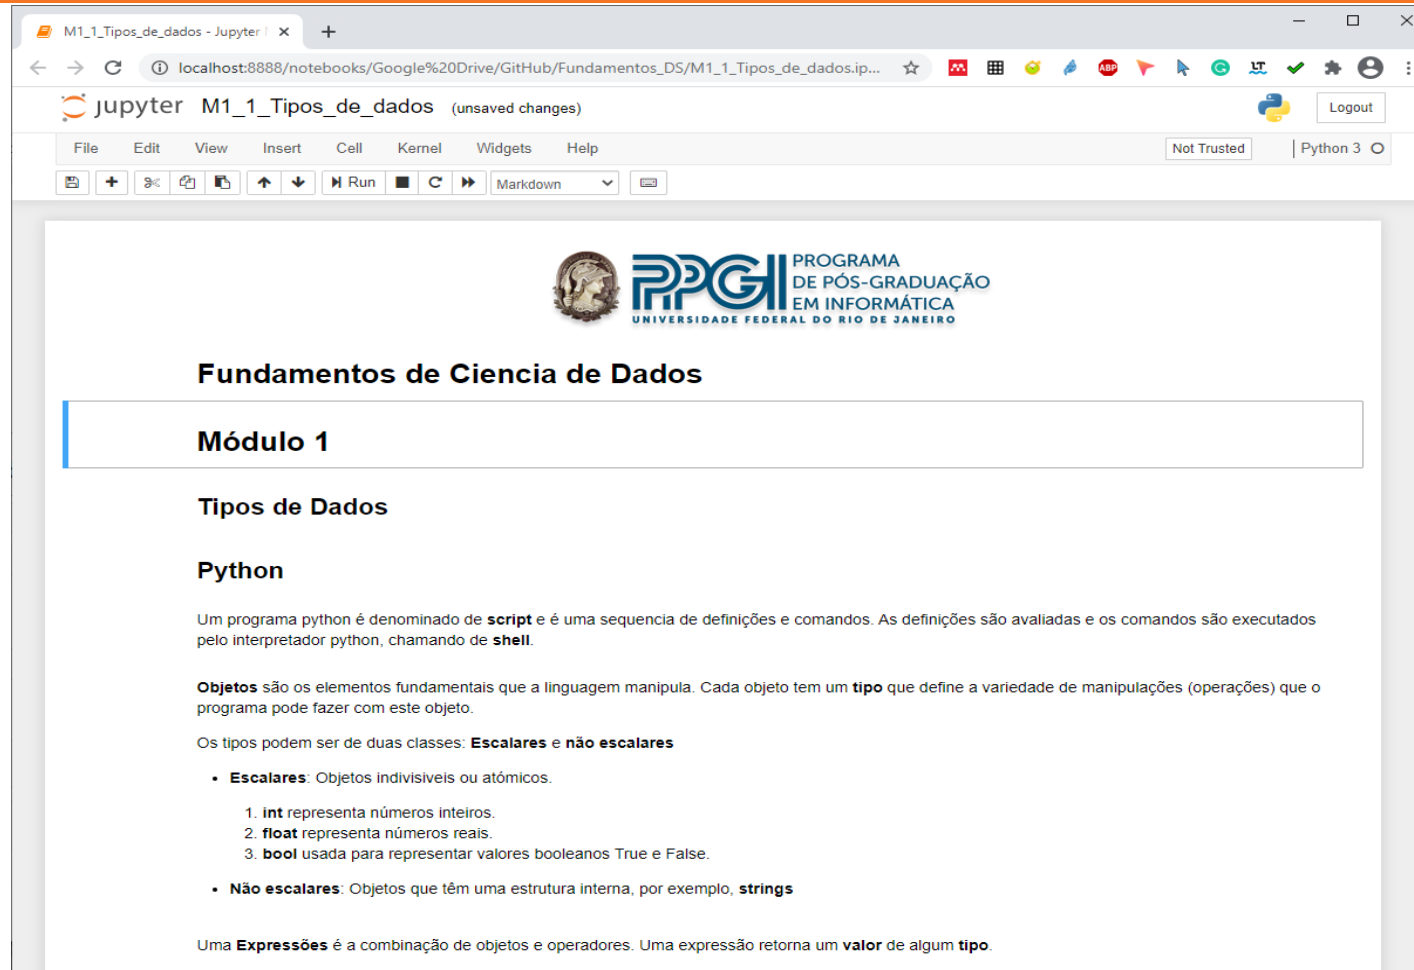 M1_1_Tipos_de_dados - Jupyter
localhost:8888/notebooks/Google%20Drive/GitHub/Fundamentos_DS/M1_1_Tipos_de_dados.ip...
ABP
LT
jupyter M1_1_Tipos_de_dados (unsaved changes)
Logout
File Edit View Insert Cell Kernel Widgets Help
Not Trusted
Python 3
Run
Markdown
PPGI
PROGRAMA
DE PÓS-GRADUAÇÃO
EM INFORMÁTICA
UNIVERSIDADE FEDERAL DO RIO DE JANEIRO
Fundamentos de Ciencia de Dados
Módulo 1
Tipos de Dados
Python
Um programa python é denominado de script e é uma sequencia de definições e comandos. As definições são avaliadas e os comandos são executados
pelo interpretador python, chamando de shell.
Objetos são os elementos fundamentais que a linguagem manipula. Cada objeto tem um tipo que define a variedade de manipulações (operações) que o
programa pode fazer com este objeto.
Os tipos podem ser de duas classes: Escalares e não escalares
• Escalares: Objetos indivisiveis ou atómicos.
1. int representa números inteiros.
2. float representa números reais.
3. bool usada para representar valores booleanos True e False.
• Não escalares: Objetos que têm uma estrutura interna, por exemplo, strings
Uma Expressões é a combinação de objetos e operadores. Uma expressão retorna um valor de algum tipo.